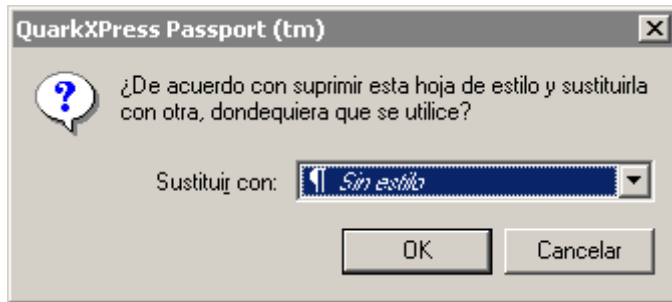 QuarkXPress Passport (tm)
¿De acuerdo con suprimir esta hoja de estilo y sustituirla
con otra, dondequiera que se utilice?
Sustituir con: ¶ Sin estilo
OK Cancelar